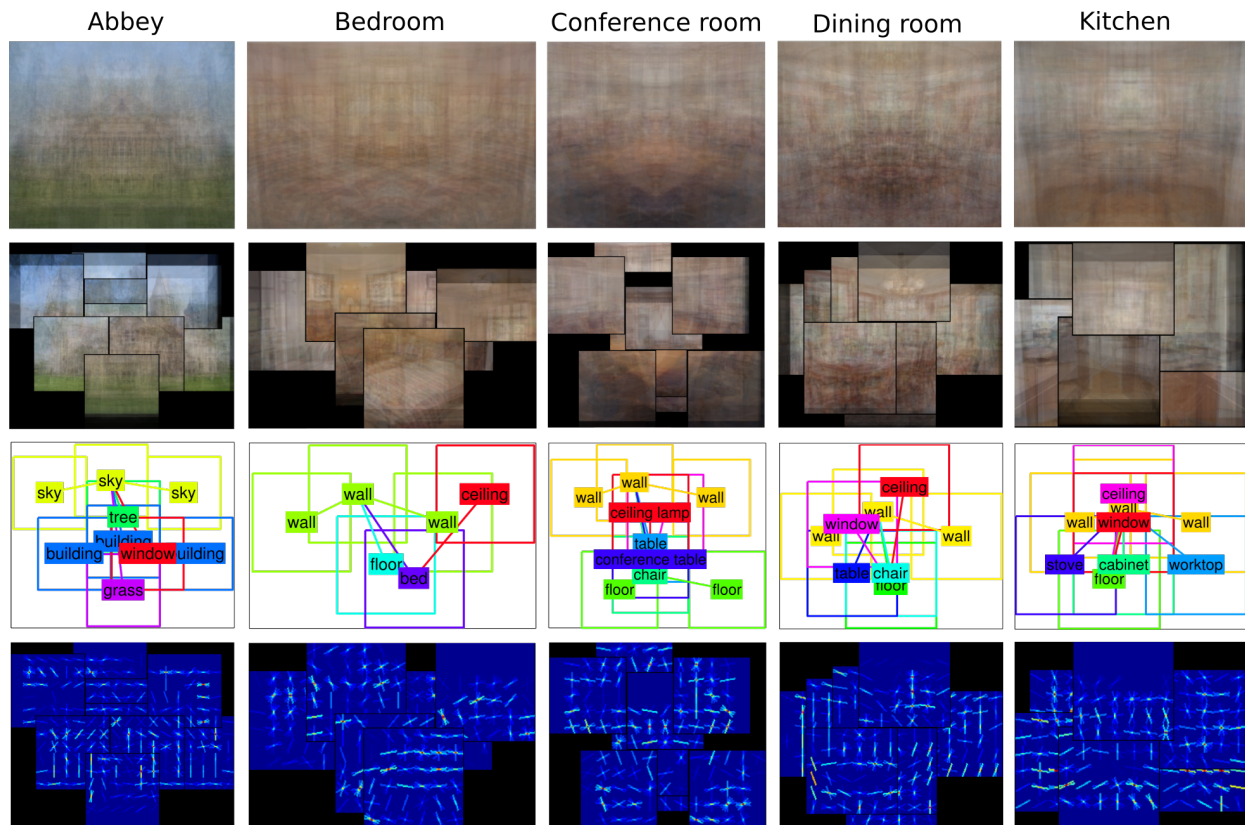 Abbey
Bedroom
Conference room
Dining room
Kitchen
sky
sky
sky
tree
building
building
window
uilding
grass
wall
wall
wall
ceiling
floor
bed
wall
wall
wall
ceiling lamp
table
conference table
chair
floor
floor
ceiling
wall
window
wall
wall
table
chair
floor
ceiling
wall
wall
window
wall
stove
cabinet
worktop
floor